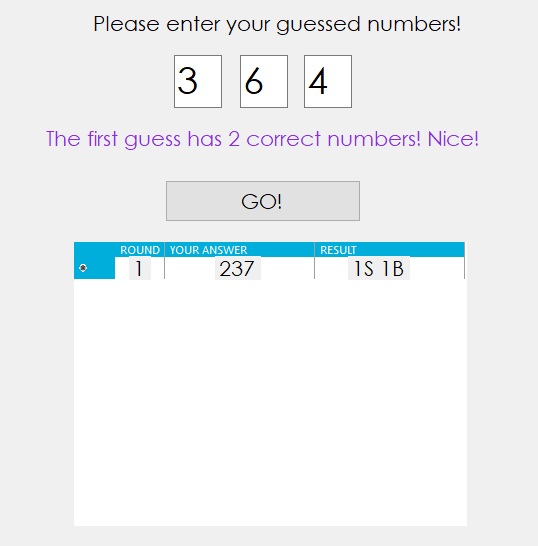 Please enter your guessed numbers!
3 6 4
The first guess has 2 correct numbers! Nice!
GO!
ROUND YOUR ANSWER RESULT
1 237 1S 1B